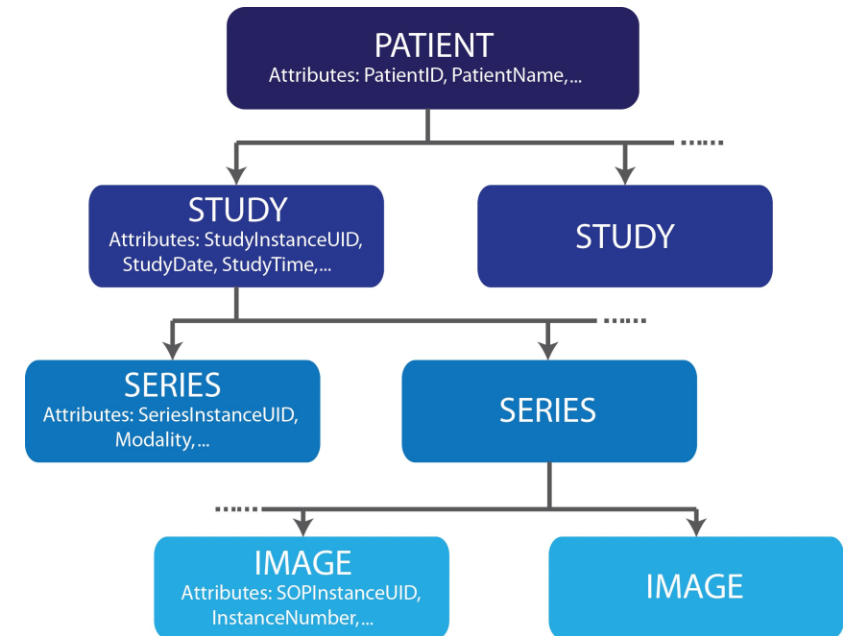 PATIENT
Attributes: PatientID, PatientName,...
STUDY
Attributes: StudyInstanceUID,
StudyDate, StudyTime,...
STUDY
SERIES
Attributes: SeriesInstanceUID,
Modality,...
SERIES
IMAGE
Attributes: SOPInstanceUID,
InstanceNumber,...
IMAGE